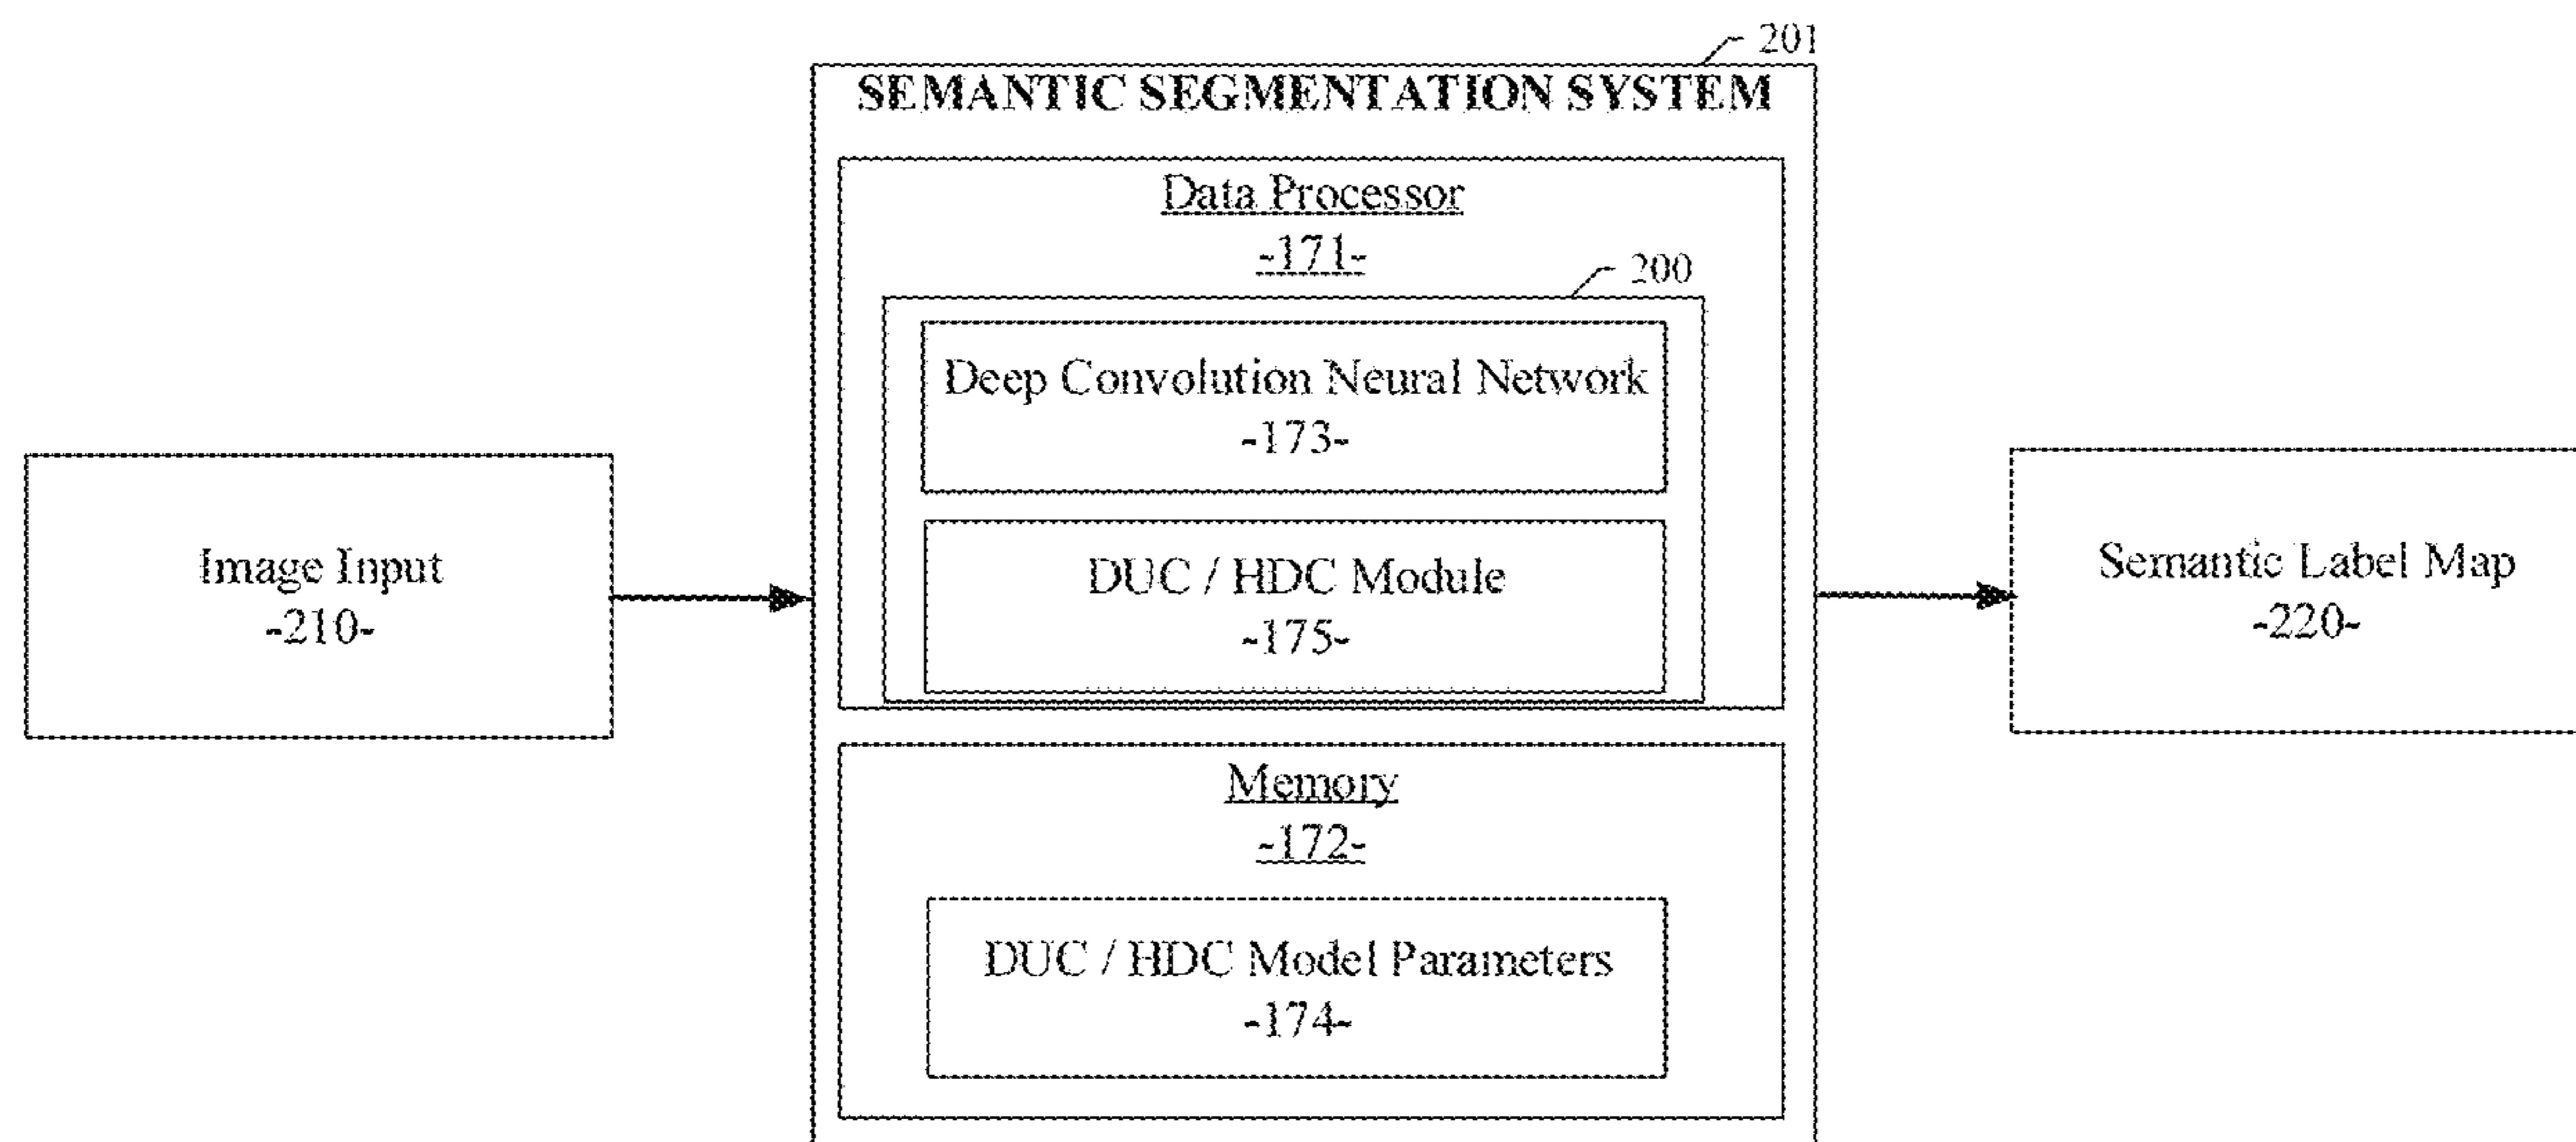 201
SEMANTIC SEGMENTATION SYSTEM
Data Processor
-171-
200
Deep Convolution Neural Network
-173-
Image Input
-210-
DUC / HDC Module
-175-
Semantic Label Map
-220-
Memory
-172-
DUC / HDC Model Parameters
-174-